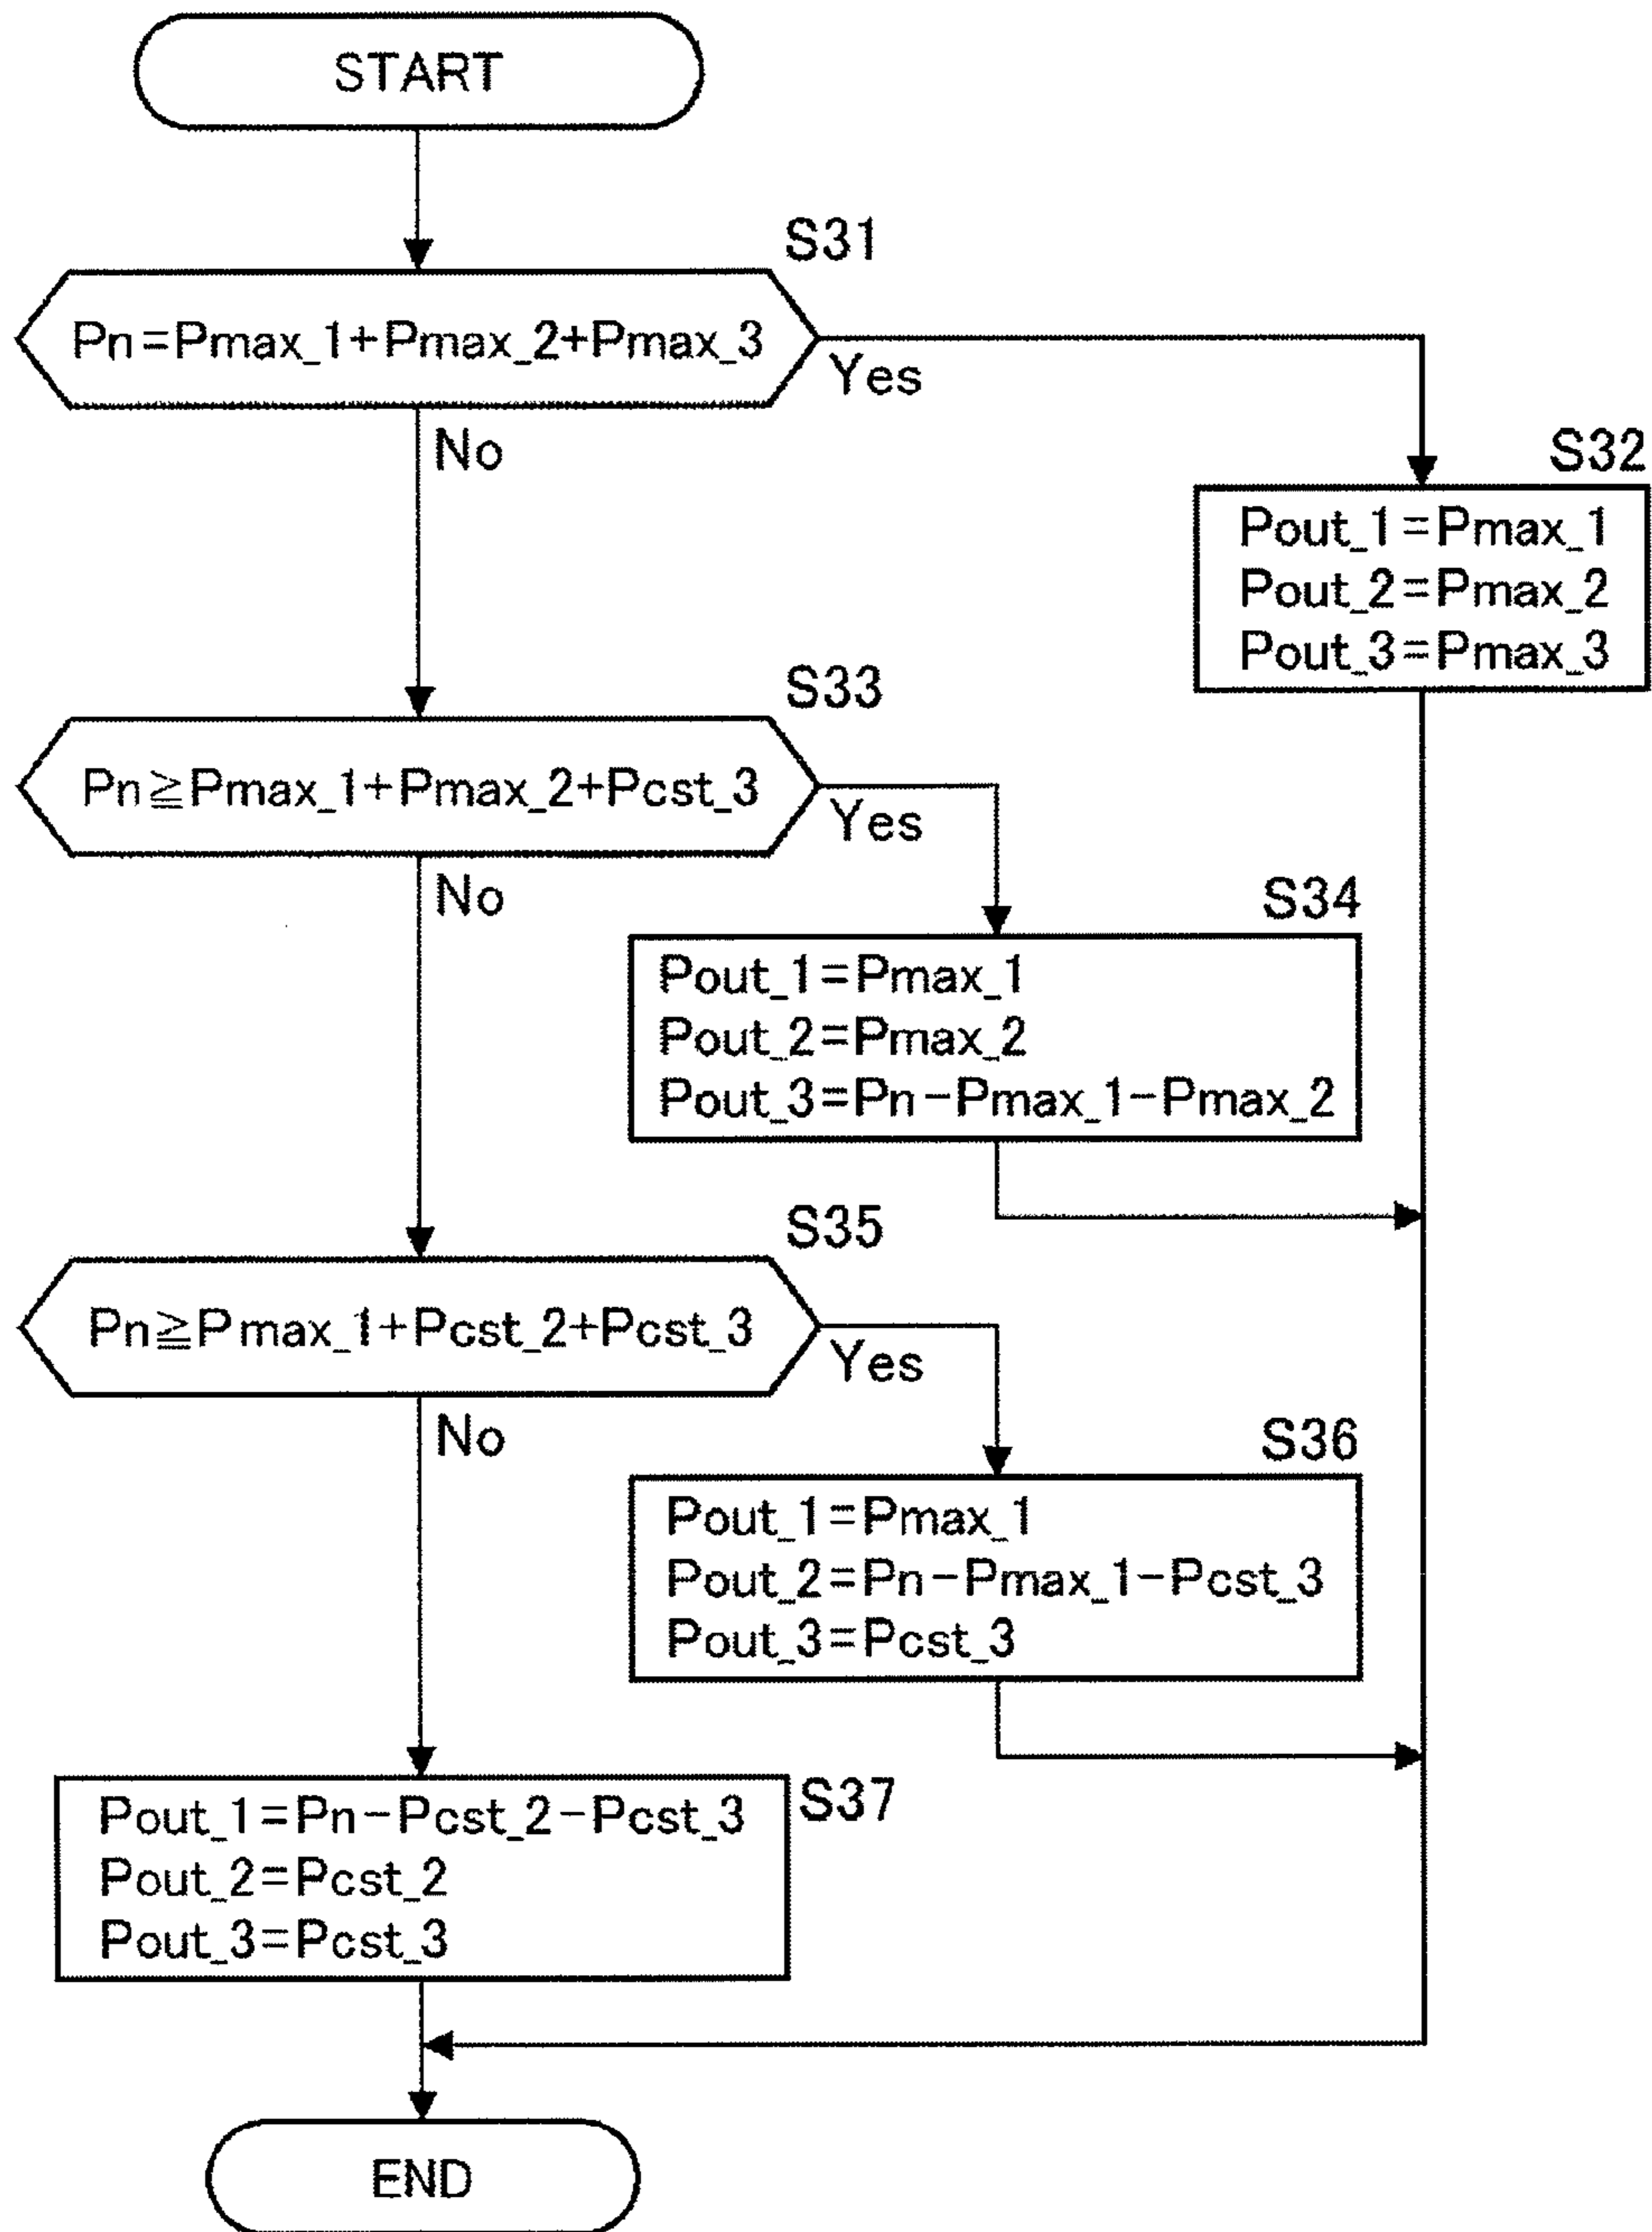 START
S31
Pn=Pmax_1+Pmax_2+Pmax_3
Yes
No
S32
Pout_1=Pmax_1
Pout_2=Pmax_2
Pout_3=Pmax_3
S33
Pn≧Pmax_1+Pmax_2+Pcst_3
Yes
No
S34
Pout_1=Pmax_1
Pout_2=Pmax_2
Pout_3=Pn-Pmax_1-Pmax_2
S35
Pn≧Pmax_1+Pcst_2+Pcst_3
Yes
No
S36
Pout_1=Pmax_1
Pout_2=Pn-Pmax_1-Pcst_3
Pout_3=Pcst_3
S37
Pout_1=Pn-Pcst_2-Pcst_3
Pout_2=Pcst_2
Pout_3=Pcst_3
END